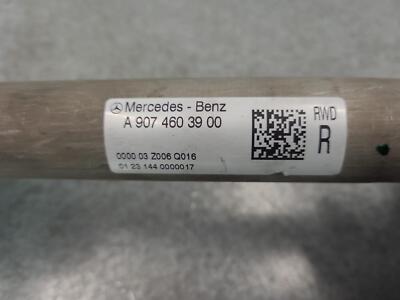 Mercedes - Benz
A 907 460 39 00
0000 03 Z006 Q016
01 23 144 0000017
RWD
R